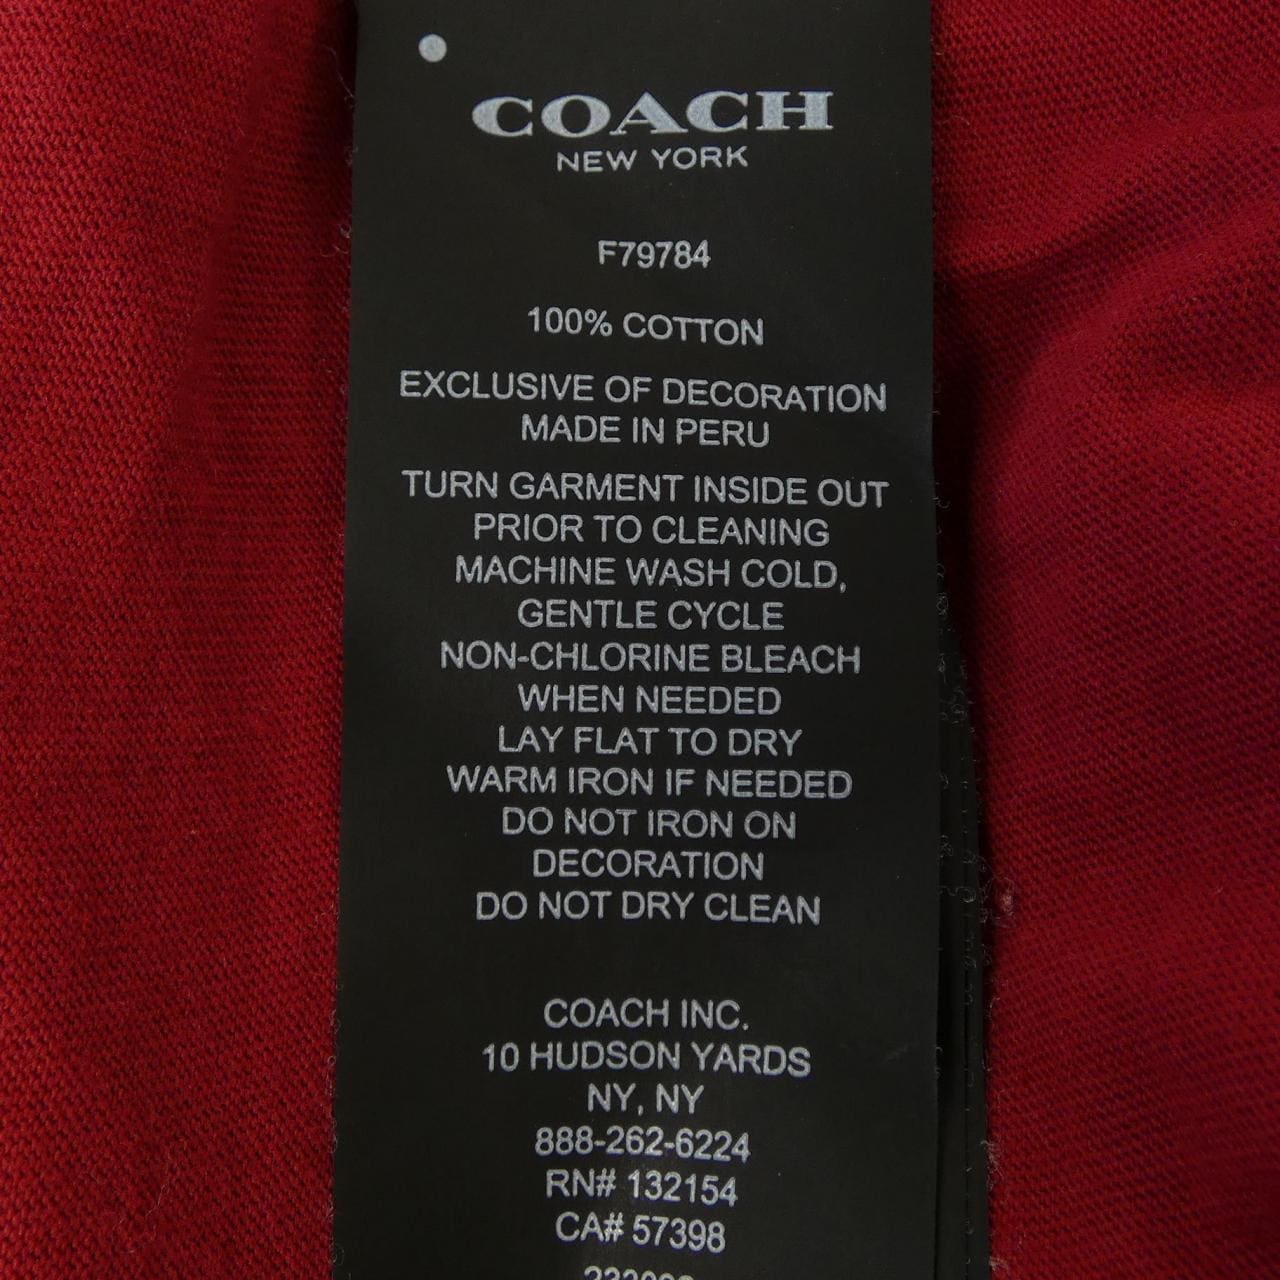 COACH
NEW YORK
F79784
100% COTTON
EXCLUSIVE OF DECORATION
MADE IN PERU
TURN GARMENT INSIDE OUT
PRIOR TO CLEANING
MACHINE WASH COLD,
GENTLE CYCLE
NON-CHLORINE BLEACH
WHEN NEEDED
LAY FLAT TO DRY
WARM IRON IF NEEDED
DO NOT IRON ON
DECORATION
DO NOT DRY CLEAN
COACH INC.
10 HUDSON YARDS
NY, NY
888-262-6224
RN# 132154
CA# 57398